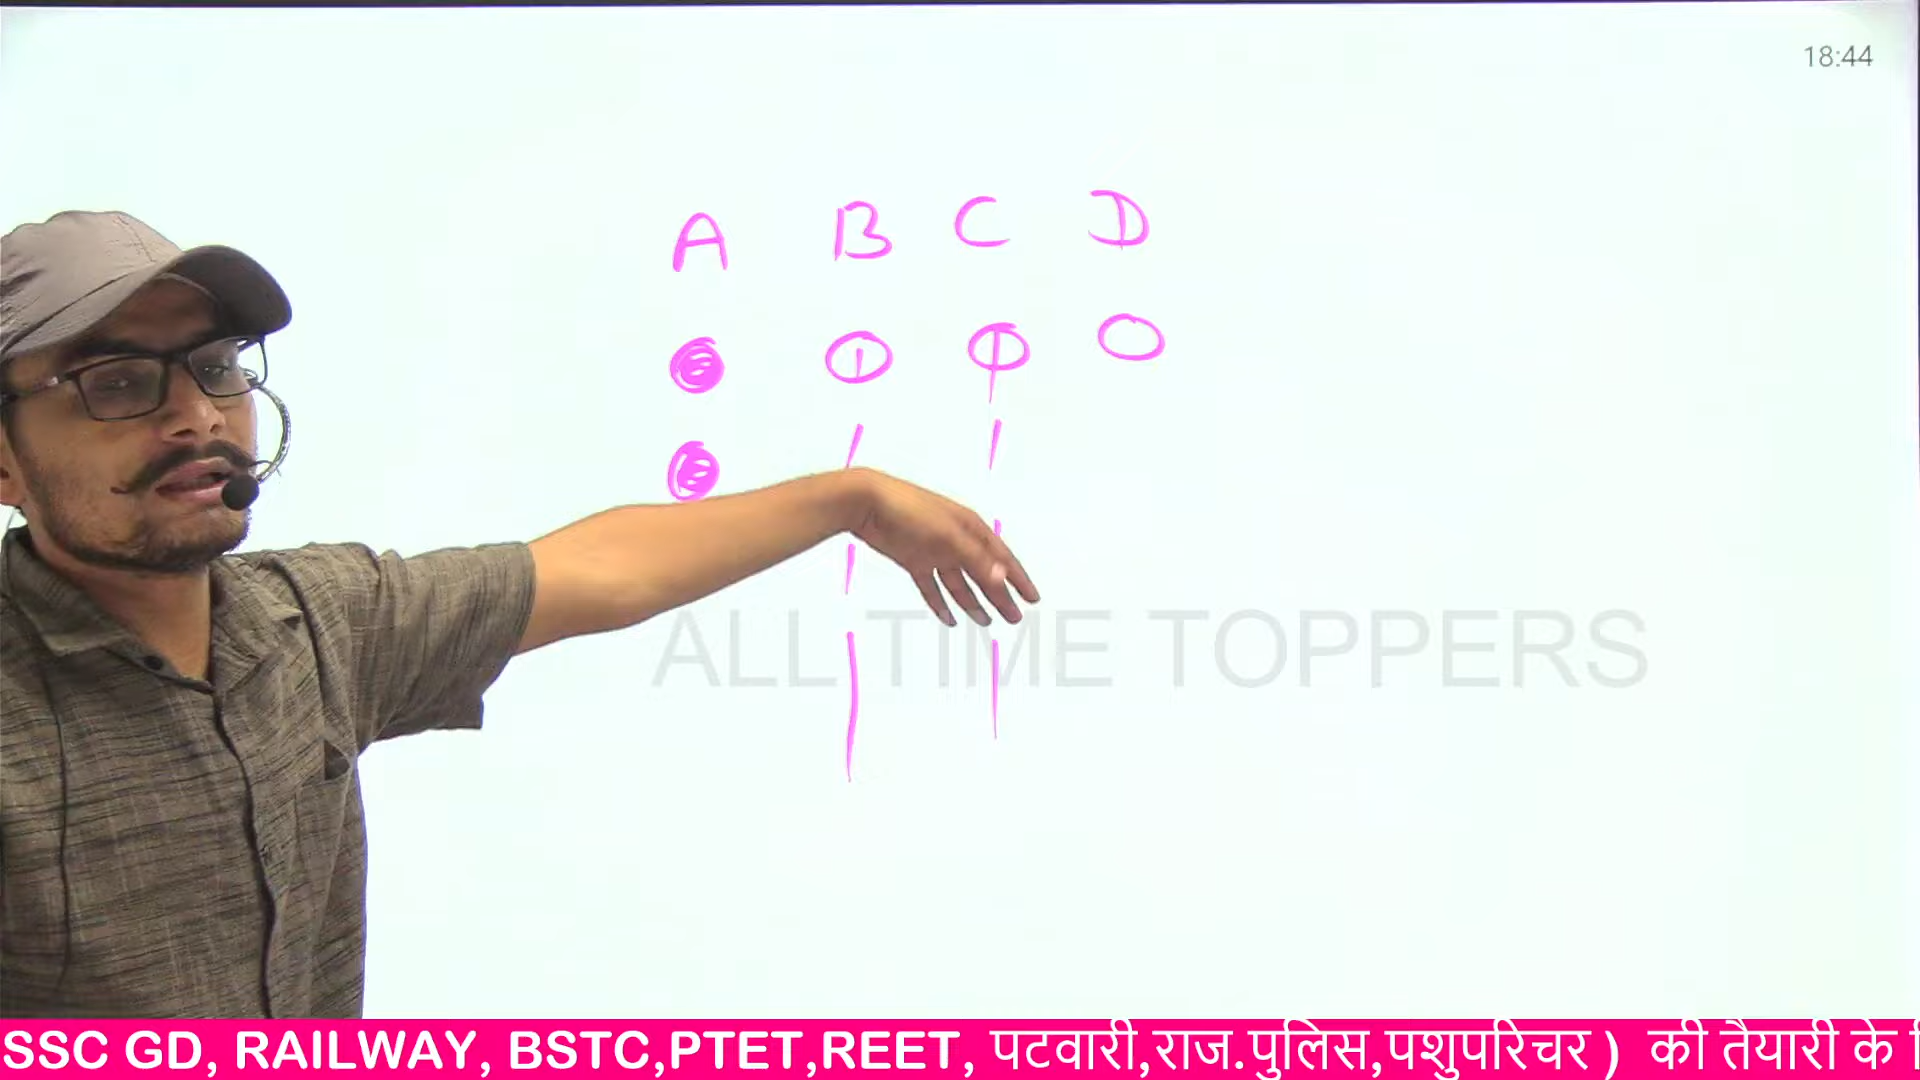 18:44
A B C D
ALL TIME TOPPERS
SSC GD, RAILWAY, BSTC,PTET,REET, पटवारी,राज.पुलिस,पशुपरिचर ) की तैयारी के